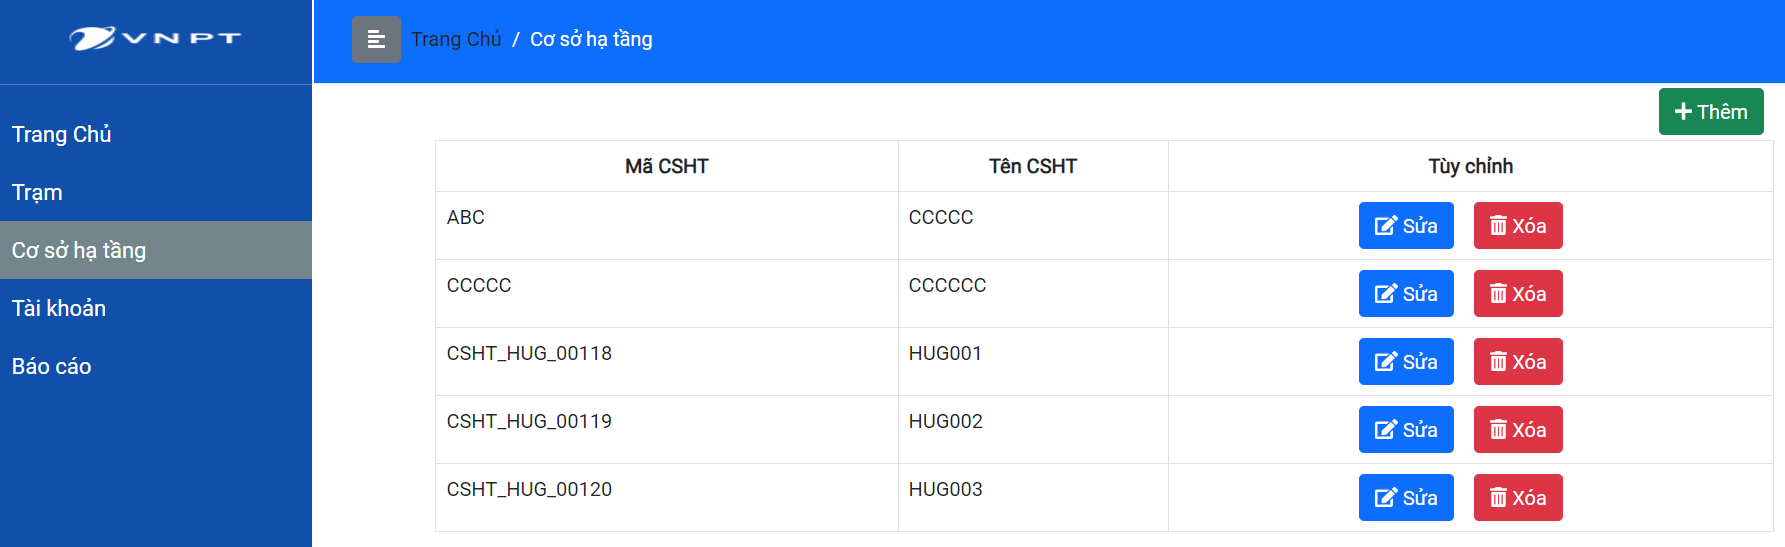 VNPT
Trang Chủ / Cơ sở hạ tầng
Trang Chủ
Trạm
Cơ sở hạ tầng
Tài khoản
Báo cáo
Thêm
Mã CSHT Tên CSHT Tùy chỉnh
ABC CCCCC Sửa Xóa
CCCCC CCCCCC Sửa Xóa
CSHT_HUG_00118 HUG001 Sửa Xóa
CSHT_HUG_00119 HUG002 Sửa Xóa
CSHT_HUG_00120 HUG003 Sửa Xóa